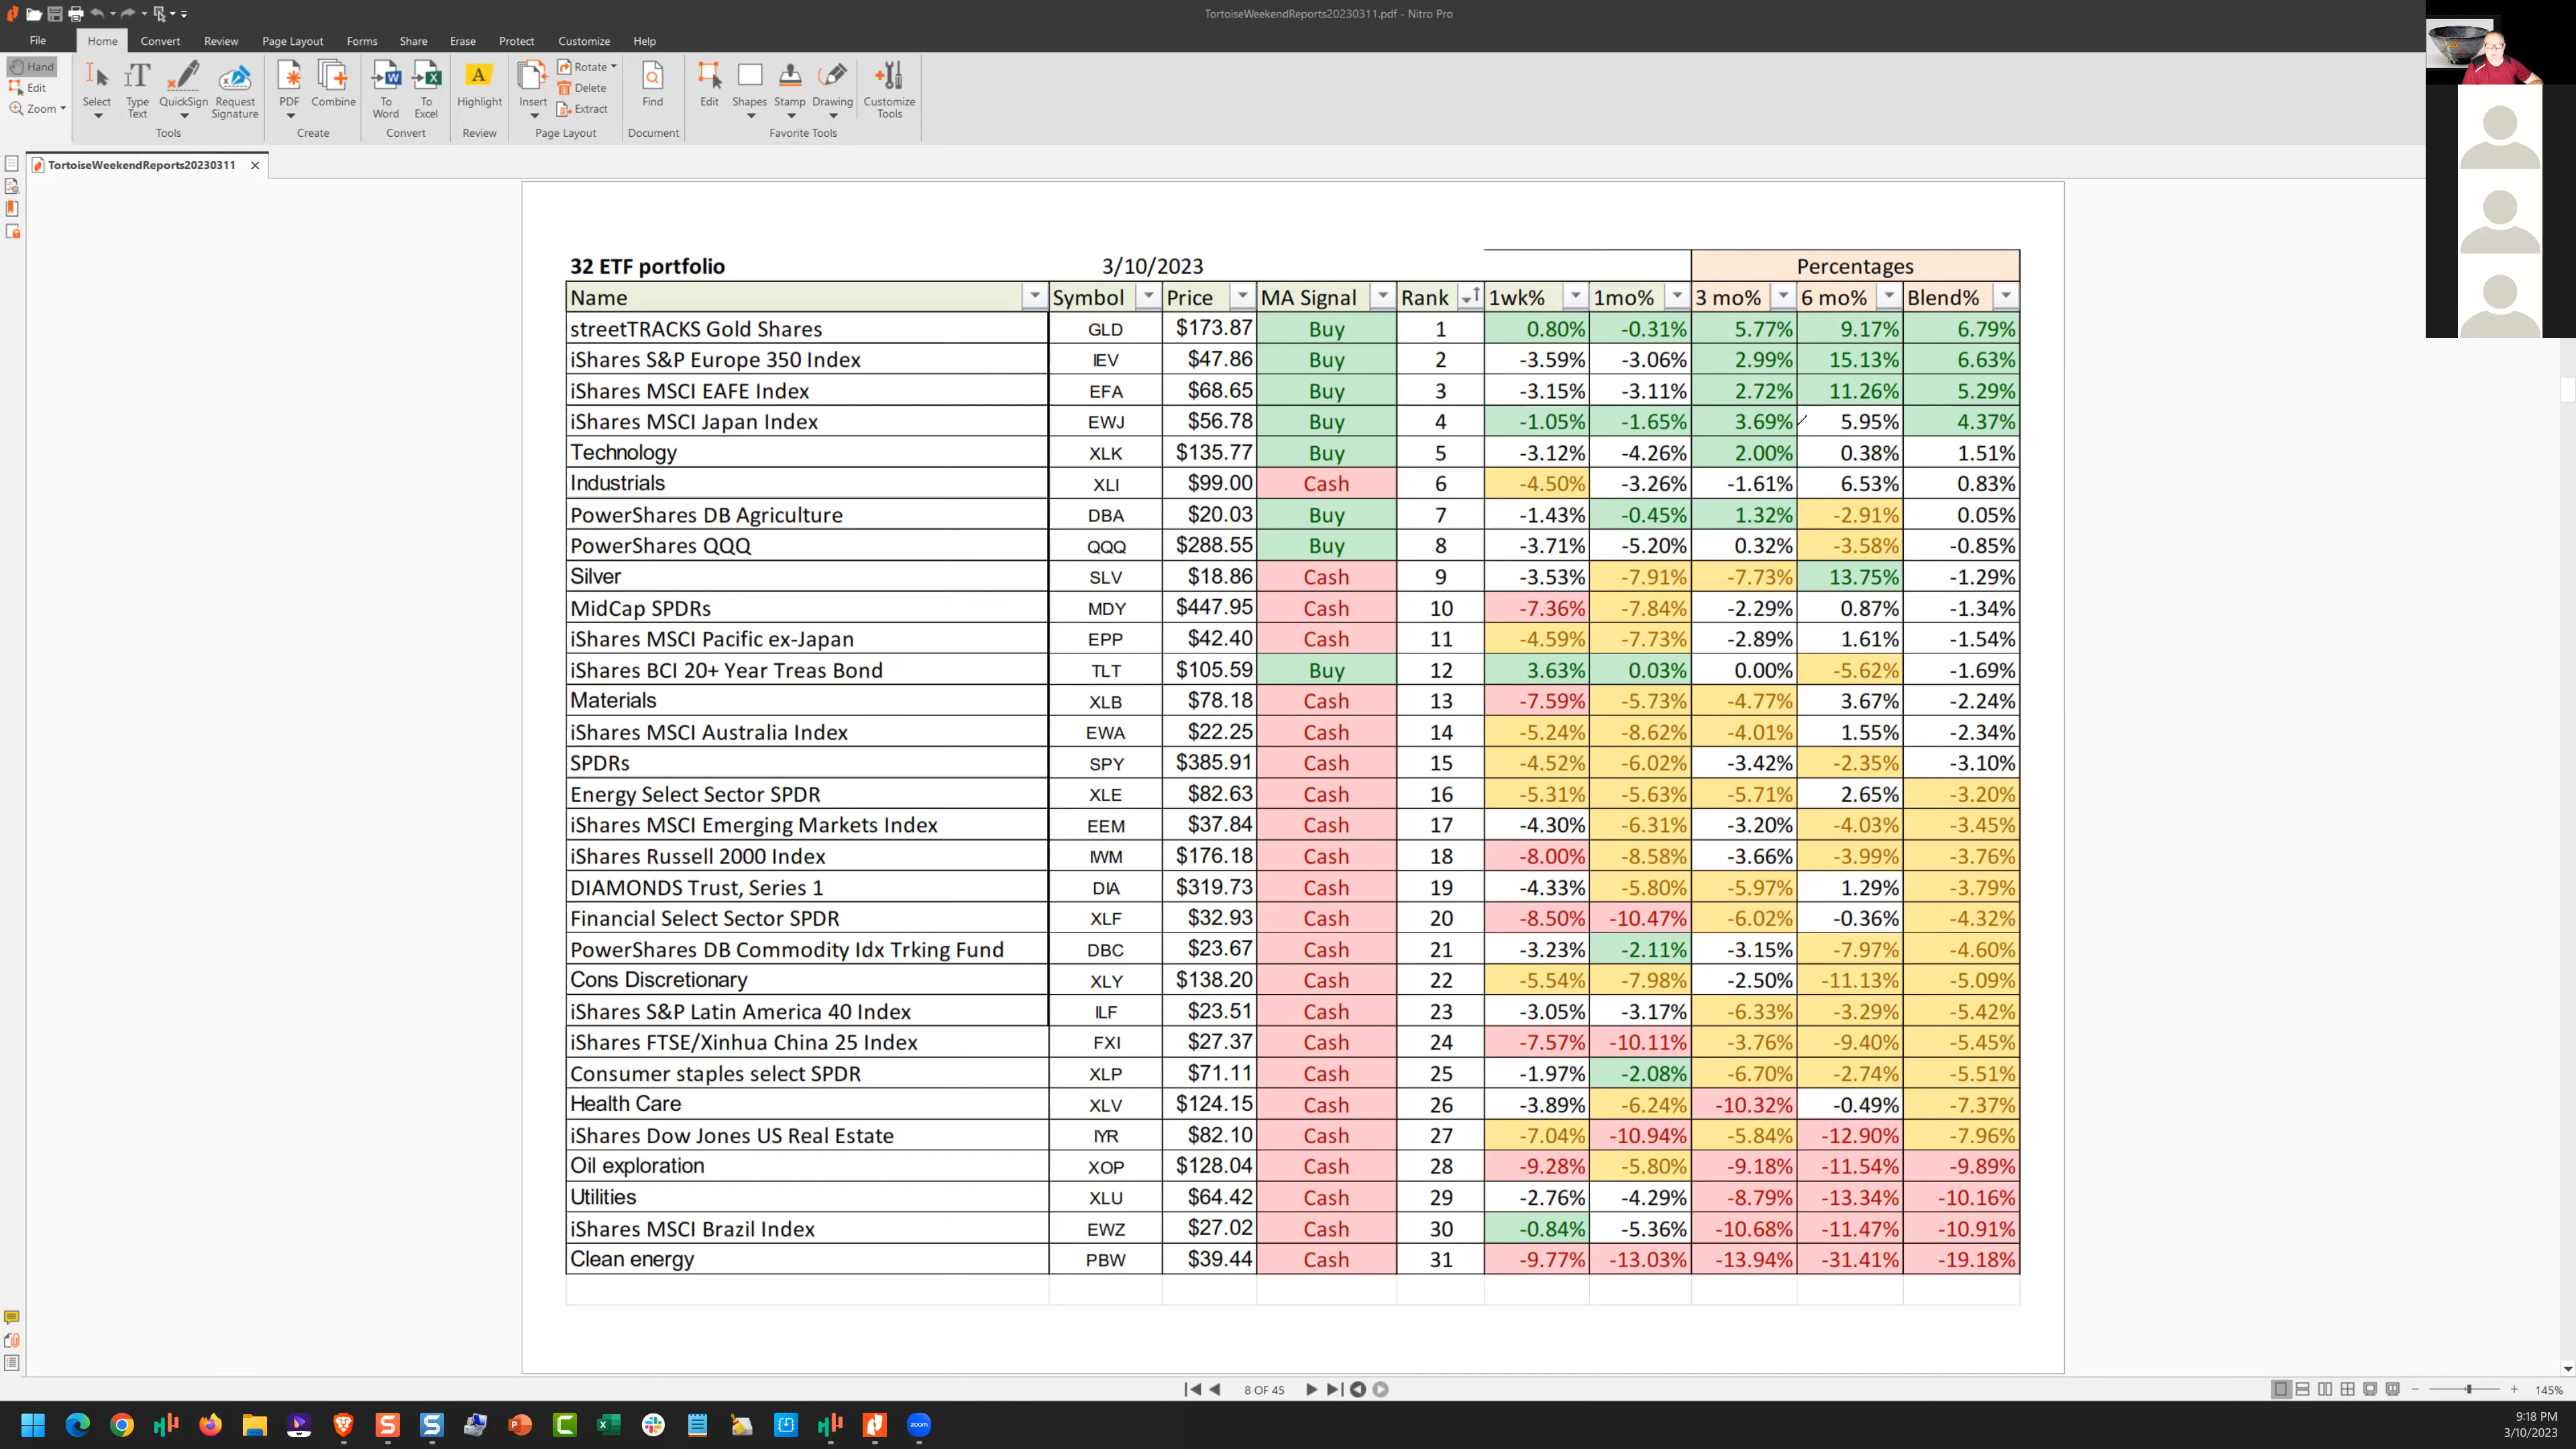 TortoiseWeekendReports20230311.pdf - Nitro Pro
File Home Convert Review Page Layout Forms Share Erase Protect Customize Help
Hand
Edit
Zoom
Select
Type Text
QuickSign
Request Signature
Tools
PDF
Combine
Create
To Word
To Excel
Convert
Highlight
Review
Insert
Rotate
Delete
Extract
Page Layout
Find
Document
Edit
Shapes
Stamp
Drawing
Favorite Tools
Customize Tools
TortoiseWeekendReports20230311
32 ETF portfolio 3/10/2023 Percentages
Name Symbol Price MA Signal Rank 1wk% 1mo% 3 mo% 6 mo% Blend%
streetTRACKS Gold Shares GLD $173.87 Buy 1 0.80% -0.31% 5.77% 9.17% 6.79%
iShares S&P Europe 350 Index IEV $47.86 Buy 2 -3.59% -3.06% 2.99% 15.13% 6.63%
iShares MSCI EAFE Index EFA $68.65 Buy 3 -3.15% -3.11% 2.72% 11.26% 5.29%
iShares MSCI Japan Index EWJ $56.78 Buy 4 -1.05% -1.65% 3.69% 5.95% 4.37%
Technology XLK $135.77 Buy 5 -3.12% -4.26% 2.00% 0.38% 1.51%
Industrials XLI $99.00 Cash 6 -4.50% -3.26% -1.61% 6.53% 0.83%
PowerShares DB Agriculture DBA $20.03 Buy 7 -1.43% -0.45% 1.32% -2.91% 0.05%
PowerShares QQQ QQQ $288.55 Buy 8 -3.71% -5.20% 0.32% -3.58% -0.85%
Silver SLV $18.86 Cash 9 -3.53% -7.91% -7.73% 13.75% -1.29%
MidCap SPDRs MDY $447.95 Cash 10 -7.36% -7.84% -2.29% 0.87% -1.34%
iShares MSCI Pacific ex-Japan EPP $42.40 Cash 11 -4.59% -7.73% -2.89% 1.61% -1.54%
iShares BCI 20+ Year Treas Bond TLT $105.59 Buy 12 3.63% 0.03% 0.00% -5.62% -1.69%
Materials XLB $78.18 Cash 13 -7.59% -5.73% -4.77% 3.67% -2.24%
iShares MSCI Australia Index EWA $22.25 Cash 14 -5.24% -8.62% -4.01% 1.55% -2.34%
SPDRs SPY $385.91 Cash 15 -4.52% -6.02% -3.42% -2.35% -3.10%
Energy Select Sector SPDR XLE $82.63 Cash 16 -5.31% -5.63% -5.71% 2.65% -3.20%
iShares MSCI Emerging Markets Index EEM $37.84 Cash 17 -4.30% -6.31% -3.20% -4.03% -3.45%
iShares Russell 2000 Index IWM $176.18 Cash 18 -8.00% -8.58% -3.66% -3.99% -3.76%
DIAMONDS Trust, Series 1 DIA $319.73 Cash 19 -4.33% -5.80% -5.97% 1.29% -3.79%
Financial Select Sector SPDR XLF $32.93 Cash 20 -8.50% -10.47% -6.02% -0.36% -4.32%
PowerShares DB Commodity Idx Trking Fund DBC $23.67 Cash 21 -3.23% -2.11% -3.15% -7.97% -4.60%
Cons Discretionary XLY $138.20 Cash 22 -5.54% -7.98% -2.50% -11.13% -5.09%
iShares S&P Latin America 40 Index ILF $23.51 Cash 23 -3.05% -3.17% -6.33% -3.29% -5.42%
iShares FTSE/Xinhua China 25 Index FXI $27.37 Cash 24 -7.57% -10.11% -3.76% -9.40% -5.45%
Consumer staples select SPDR XLP $71.11 Cash 25 -1.97% -2.08% -6.70% -2.74% -5.51%
Health Care XLV $124.15 Cash 26 -3.89% -6.24% -10.32% -0.49% -7.37%
iShares Dow Jones US Real Estate IYR $82.10 Cash 27 -7.04% -10.94% -5.84% -12.90% -7.96%
Oil exploration XOP $128.04 Cash 28 -9.28% -5.80% -9.18% -11.54% -9.89%
Utilities XLU $64.42 Cash 29 -2.76% -4.29% -8.79% -13.34% -10.16%
iShares MSCI Brazil Index EWZ $27.02 Cash 30 -0.84% -5.36% -10.68% -11.47% -10.91%
Clean energy PBW $39.44 Cash 31 -9.77% -13.03% -13.94% -31.41% -19.18%
8 OF 45
145%
zoom
9:18 PM
3/10/2023